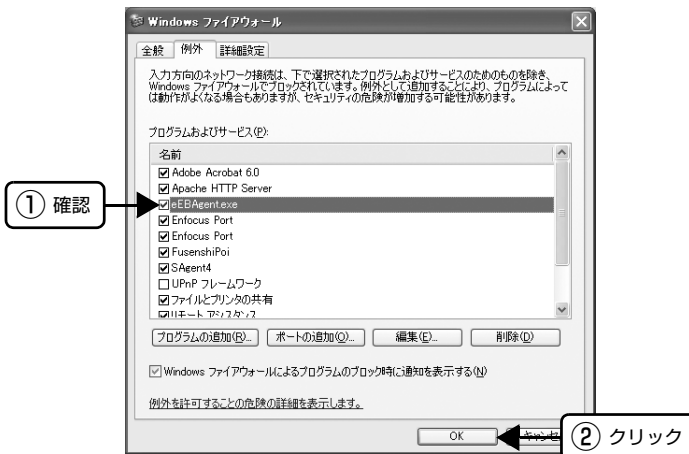 Windows ファイアウォール
全般 例外 詳細設定
入力方向のネットワーク接続は、下で選択されたプログラムおよびサービスのためのものを除き、
Windows ファイアウォールでブロックされています。例外として追加することにより、プログラムによって
は動作がよくなる場合もありますが、セキュリティの危険が増加する可能性があります。
プログラムおよびサービス(P):
名前
Adobe Acrobat 6.0
Apache HTTP Server
① 確認
eEBAgent.exe
Enfocus Port
Enfocus Port
FusenshiPoi
SAgent4
UPnP フレームワーク
ファイルとプリンタの共有
リモート アシスタンス
プログラムの追加(R)... ポートの追加(O)... 編集(E)... 削除(D)
Windows ファイアウォールによるプログラムのブロック時に通知を表示する(N)
例外を許可することの危険の詳細を表示します。
OK キャンセ
② クリック